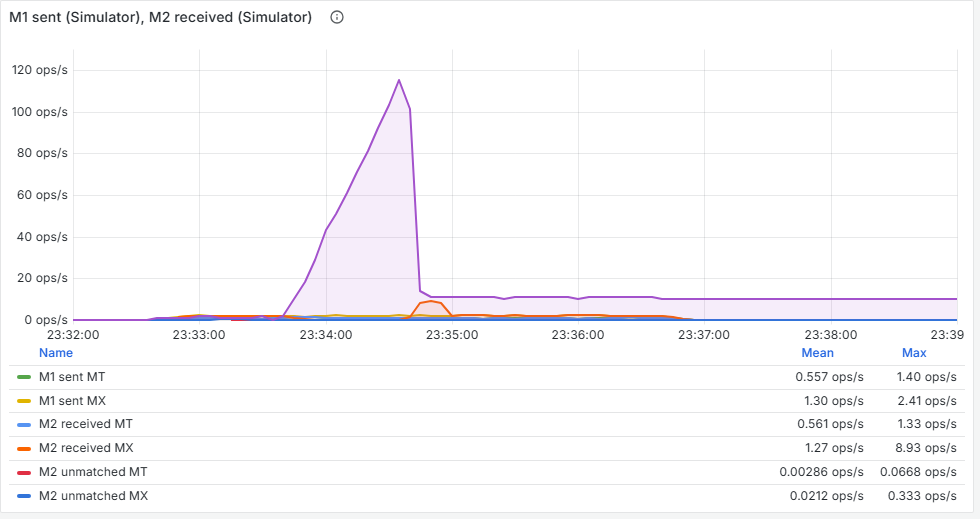 M1 sent (Simulator), M2 received (Simulator)
120 ops/s
100 ops/s
80 ops/s
60 ops/s
40 ops/s
20 ops/s
0 ops/s
23:32:00 23:33:00 23:34:00 23:35:00 23:36:00 23:37:00 23:38:00 23:39
Name Mean Max
M1 sent MT 0.557 ops/s 1.40 ops/s
M1 sent MX 1.30 ops/s 2.41 ops/s
M2 received MT 0.561 ops/s 1.33 ops/s
M2 received MX 1.27 ops/s 8.93 ops/s
M2 unmatched MT 0.00286 ops/s 0.0668 ops/s
M2 unmatched MX 0.0212 ops/s 0.333 ops/s